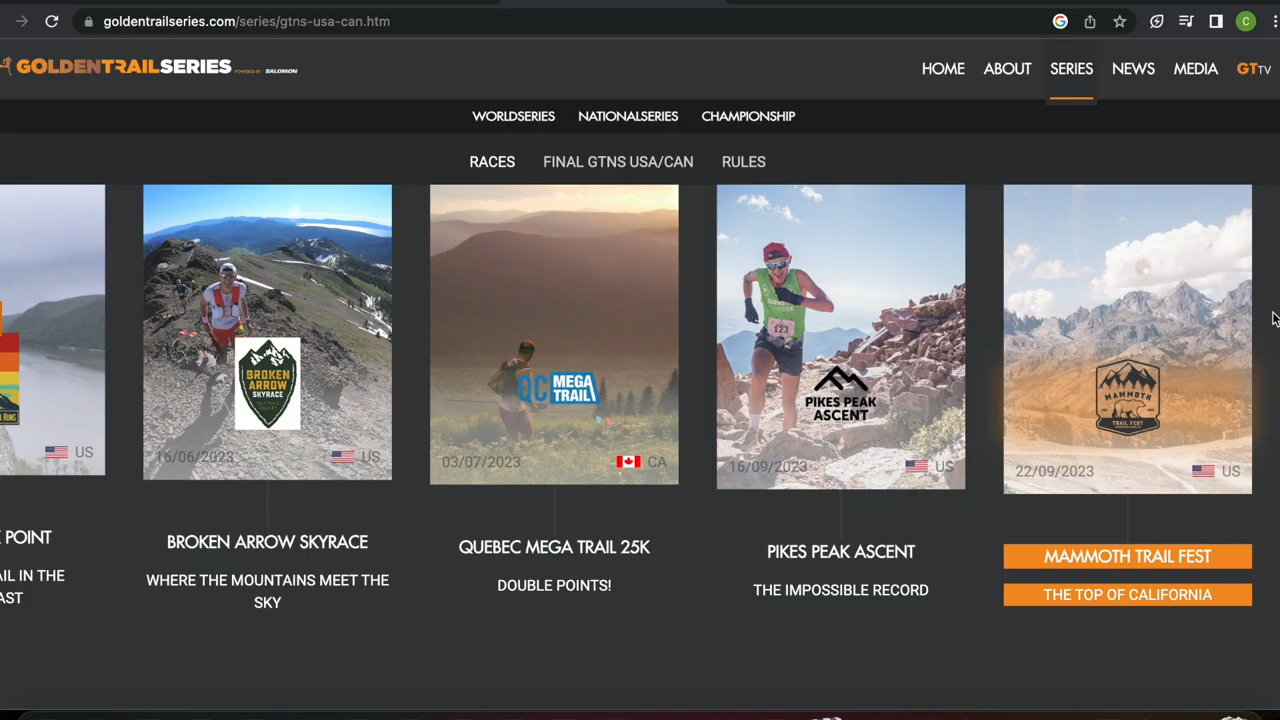 goldentrailseries.com/series/gtns-usa-can.htm
C
GOLDENTRAILSERIES POWERED BY SALOMON
HOME ABOUT SERIES NEWS MEDIA GTTV
WORLDSERIES NATIONALSERIES CHAMPIONSHIP
RACES FINAL GTNS USA/CAN RULES
US
BROKEN ARROW
SKYRACE
16/06/2023 US
QC MEGA TRAIL
03/07/2023 CA
123
PIKES PEAK
ASCENT
16/09/2023 US
MAMMOTH
TRAIL FEST
22/09/2023 US
POINT
AIL IN THE
AST
BROKEN ARROW SKYRACE
WHERE THE MOUNTAINS MEET THE
SKY
QUEBEC MEGA TRAIL 25K
DOUBLE POINTS!
PIKES PEAK ASCENT
THE IMPOSSIBLE RECORD
MAMMOTH TRAIL FEST
THE TOP OF CALIFORNIA